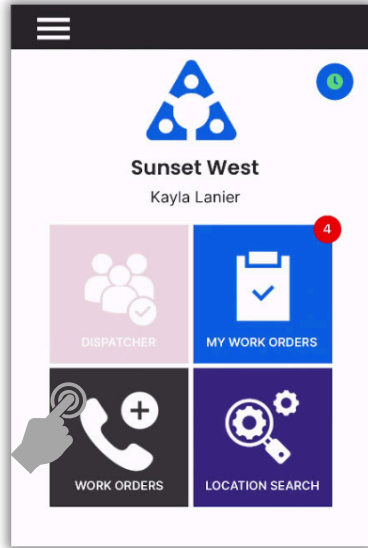 Sunset West
Kayla Lanier
4
DISPATCHER
MY WORK ORDERS
WORK ORDERS
LOCATION SEARCH